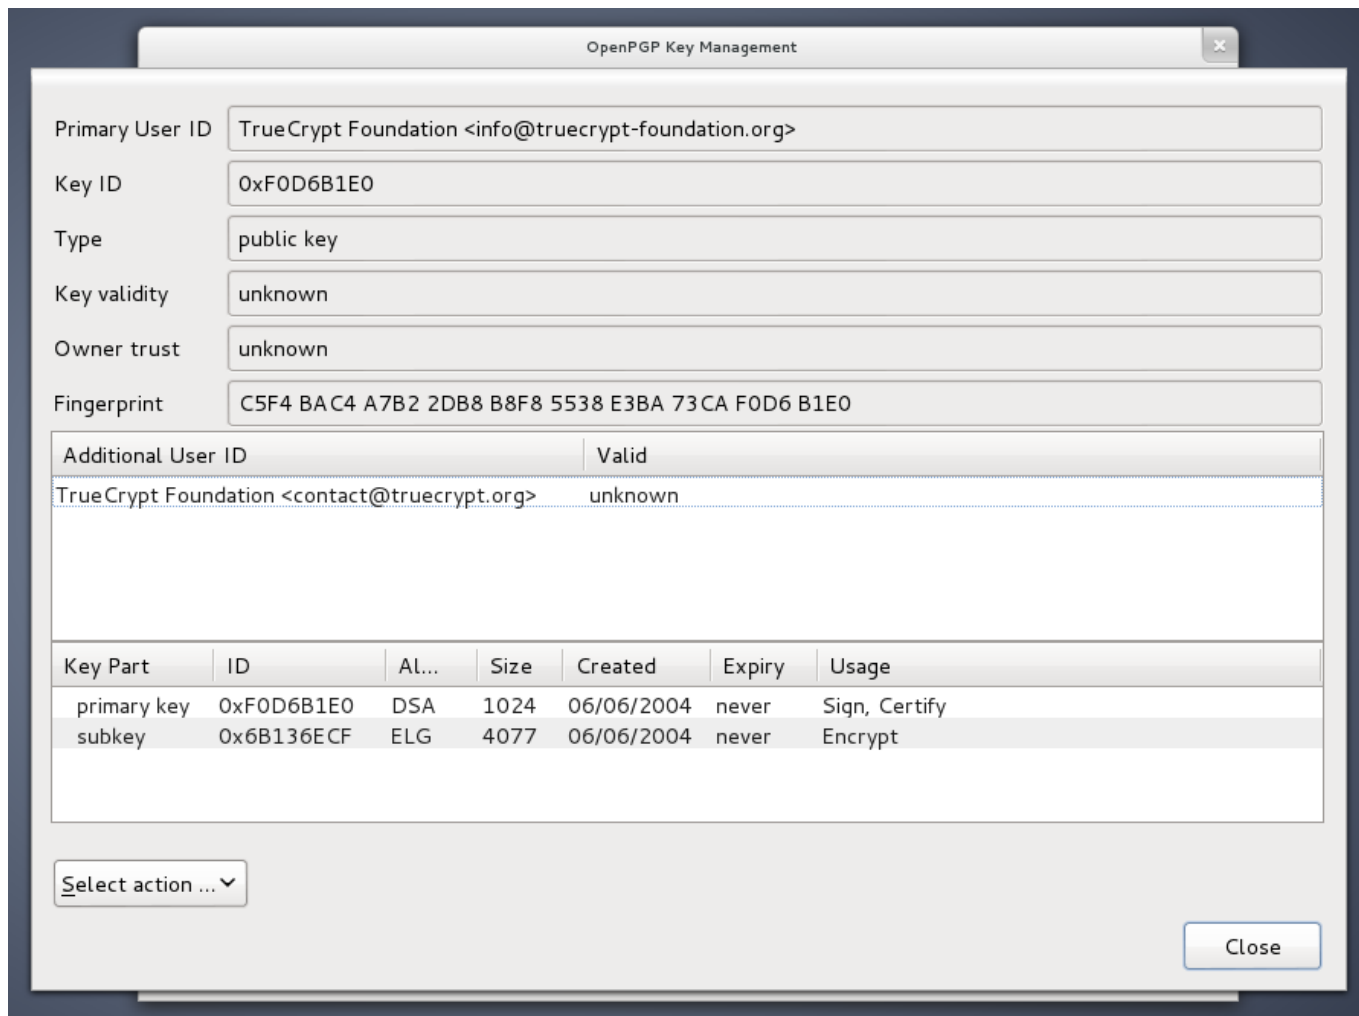 OpenPGP Key Management
Primary User ID TrueCrypt Foundation <info@truecrypt-foundation.org>
Key ID 0xF0D6B1E0
Type public key
Key validity unknown
Owner trust unknown
Fingerprint C5F4 BAC4 A7B2 2DB8 B8F8 5538 E3BA 73CA F0D6 B1E0
Additional User ID Valid
TrueCrypt Foundation <contact@truecrypt.org> unknown
Key Part ID Al... Size Created Expiry Usage
primary key 0xF0D6B1E0 DSA 1024 06/06/2004 never Sign, Certify
subkey 0x6B136ECF ELG 4077 06/06/2004 never Encrypt
Select action ...
Close